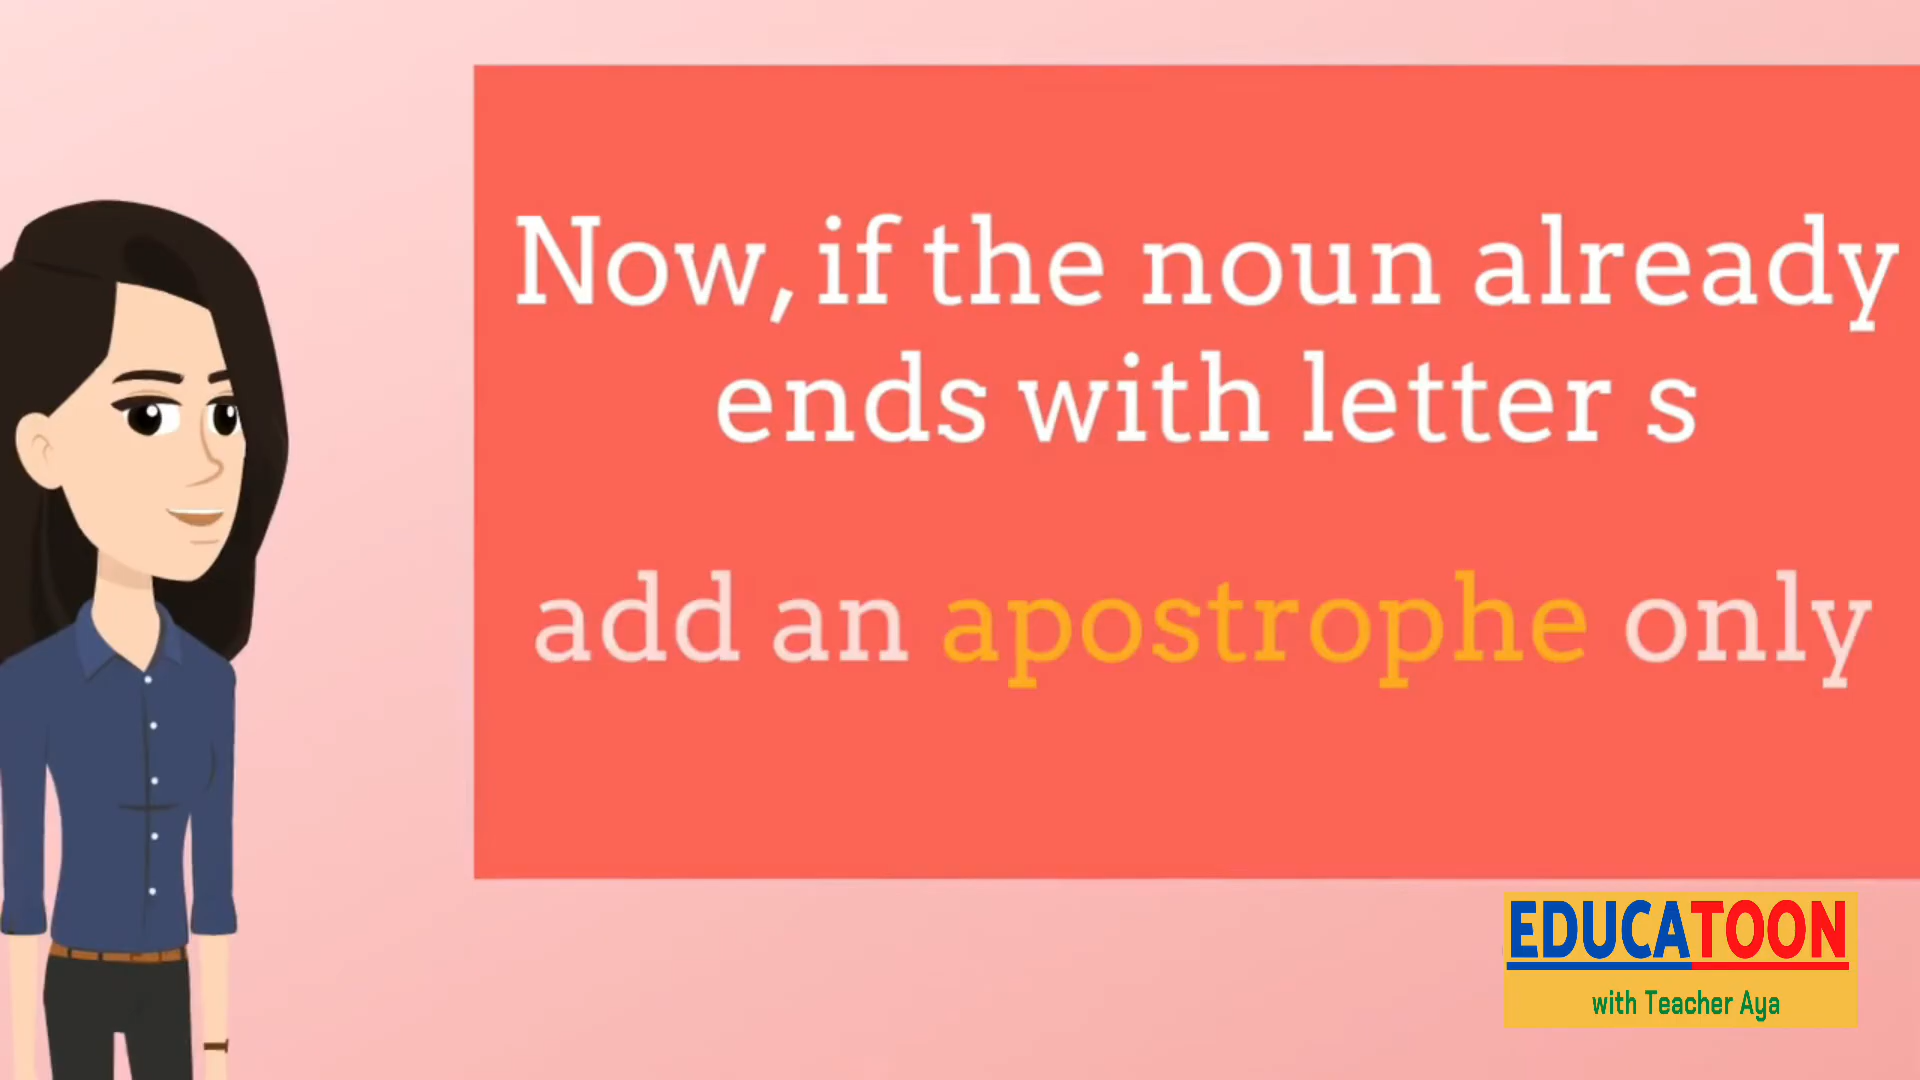 Now, if the noun already
ends with letter s
add an apostrophe only
EDUCATOON
with Teacher Aya